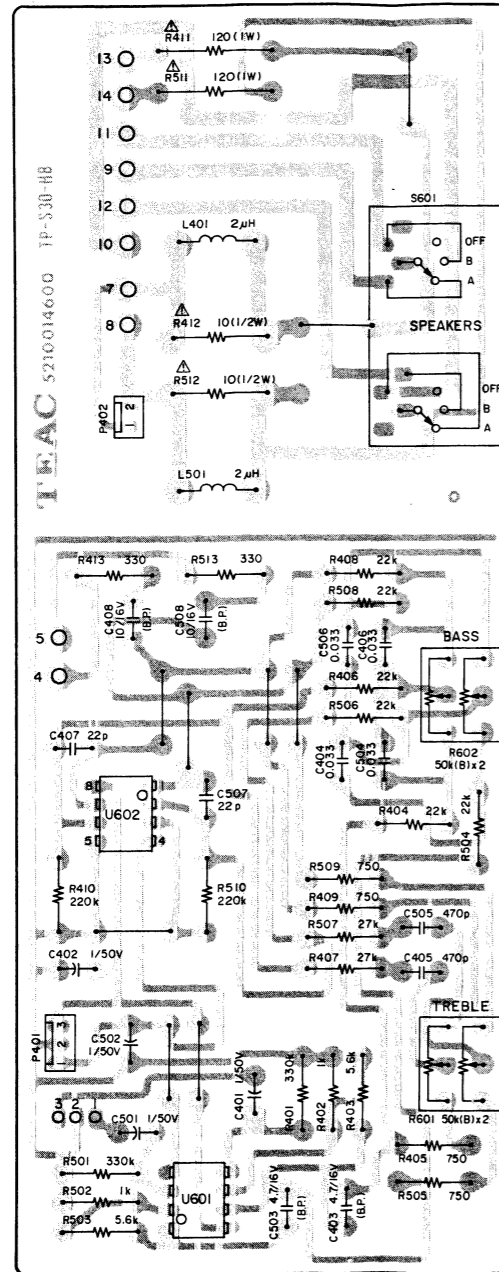 R411 120(1W)
13
R511 120(1W)
14
11
9
S601
12
OFF
B
A
L401 2µH
10
SPEAKERS
7
8
R412 10(1/2W)
R512 10(1/2W)
OFF
B
A
P402
2
L501 2µH
TEAC 5210014600 TP-S30-HB
R413 330
R513 330
R408 22k
R508 22k
C408
10/16V
(B.P.)
C508
10/16V
(B.P.)
5
4
C506
0.033
C406
0.033
BASS
R406 22k
R506 22k
R602
50k(B)x2
C407 22p
C404
0.033
C504
0.033
8
U602
5
4
C507
22p
R404 22k
R504 22k
R509 750
R409 750
R410
220k
R510
220k
R507 27k
R407 27k
C505 470p
C405 470p
C402 1/50V
P401
3
2
C502
1/50V
TREBLE
3 2 1
C501 1/50V
C401 1/50V
R401 330k
R402 1k
R403 5.6k
R601 50k(B)x2
R405 750
R505 750
R501 330k
R502 1k
R503 5.6k
U601
C503 4.7/16V
(B.P.)
C403 4.7/16V
(B.P.)